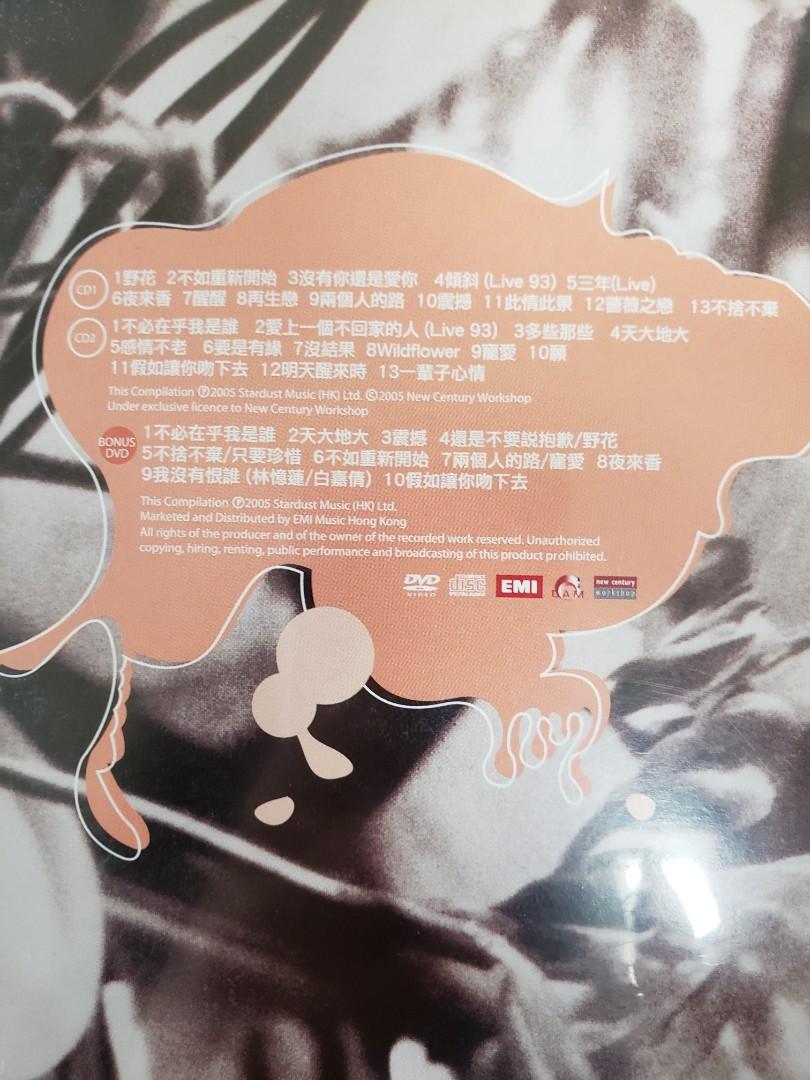 CD1
1野花 2不如重新開始 3沒有你還是愛你 4傾斜 (Live 93) 5三年(Live)
6夜來香 7醒醒 8再生戀 9兩個人的路 10震撼 11此情此景 12薔薇之戀 13不捨不棄
CD2
1不必在乎我是誰 2愛上一個不回家的人 (Live 93) 3多些那些 4天大地大
5感情不老 6要是有緣 7沒結果 8Wildflower 9寵愛 10願
11假如讓你吻下去 12明天醒來時 13一輩子心情
This Compilation Ⓟ2005 Stardust Music (HK) Ltd. ©2005 New Century Workshop
Under exclusive licence to New Century Workshop
BONUS
DVD
1不必在乎我是誰 2天大地大 3震撼 4還是不要説抱歉/野花
5不捨不棄/只要珍惜 6不如重新開始 7兩個人的路/寵愛 8夜來香
9我沒有恨誰 (林憶蓮/白嘉倩) 10假如讓你吻下去
This Compilation Ⓟ2005 Stardust Music (HK) Ltd.
Marketed and Distributed by EMI Music Hong Kong
All rights of the producer and of the owner of the recorded work reserved. Unauthorized
copying, hiring, renting, public performance and broadcasting of this product prohibited.
DVD VIDEO COMPACT disc DIGITAL AUDIO EMI LAM new century workshop